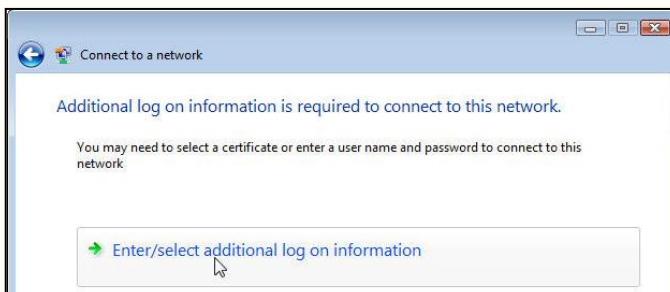 Connect to a network
Additional log on information is required to connect to this network.
You may need to select a certificate or enter a user name and password to connect to this
network
Enter/select additional log on information